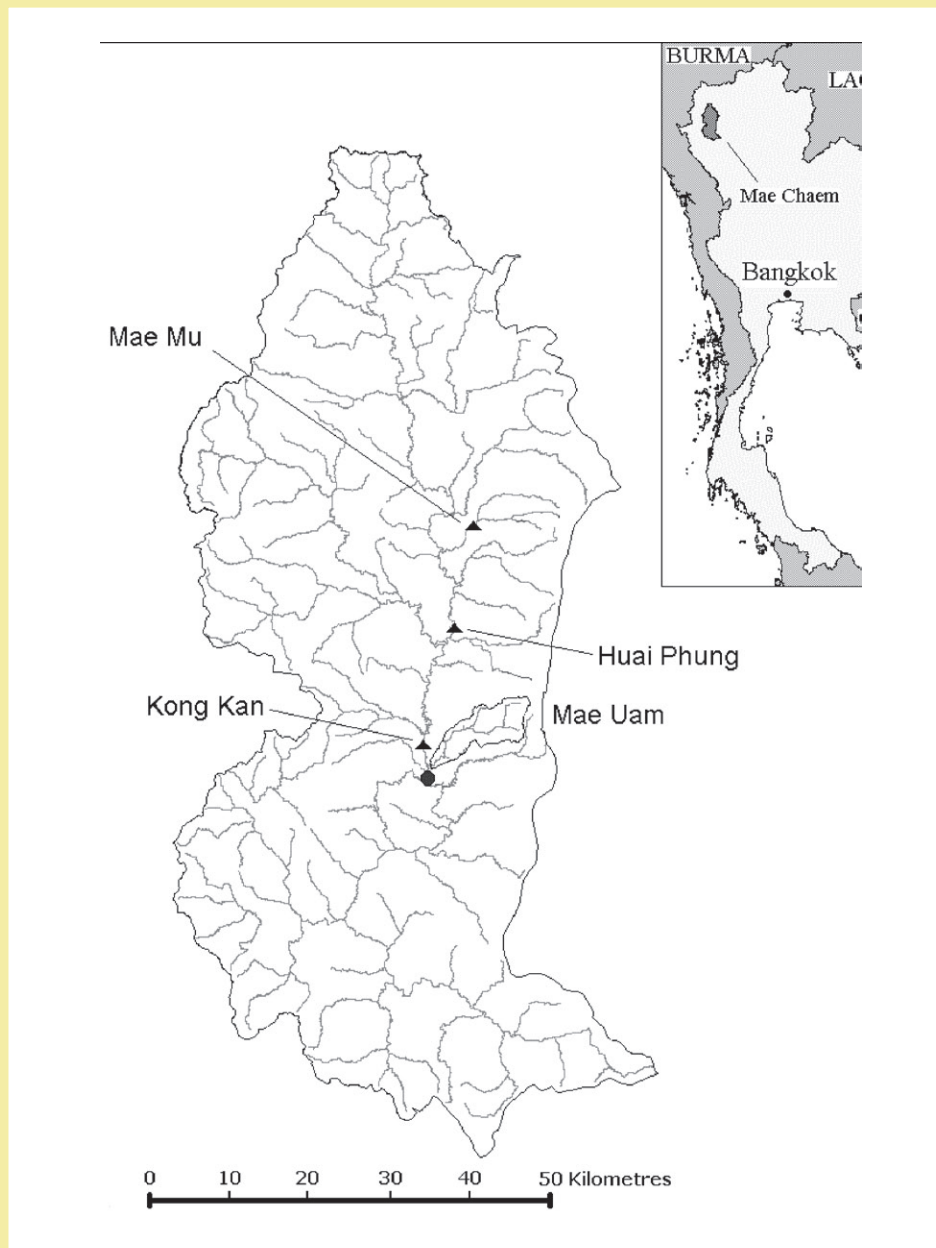 BURMA
LAO
Mae Chaem
Bangkok
Mae Mu
Huai Phung
Kong Kan
Mae Uam
0 10 20 30 40 50 Kilometres